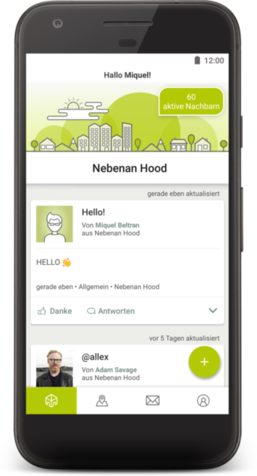 12:00
Hallo Miquel!
60
aktive Nachbarn
Nebenan Hood
gerade eben aktualisiert
Hello!
Von Miquel Beltran
aus Nebenan Hood
HELLO 👋
gerade eben • Allgemein • Nebenan Hood
Danke
Antworten
vor 5 Tagen aktualisiert
@allex
Von Adam Savage
aus Nebenan Hood
+